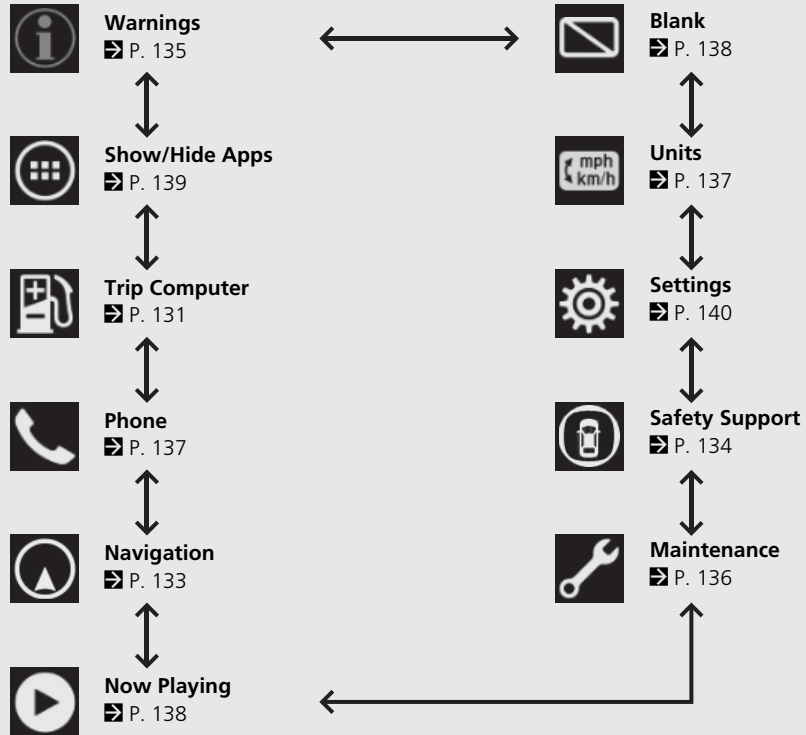 Warnings
P. 135
Show/Hide Apps
P. 139
Trip Computer
P. 131
Phone
P. 137
Navigation
P. 133
Now Playing
P. 138
Blank
P. 138
mph
km/h
Units
P. 137
Settings
P. 140
Safety Support
P. 134
Maintenance
P. 136